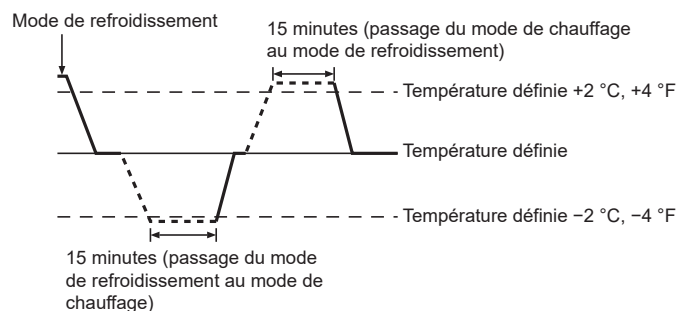 Mode de refroidissement
15 minutes (passage du mode de chauffage
au mode de refroidissement)
Température définie +2 °C, +4 °F
Température définie
Température définie −2 °C, −4 °F
15 minutes (passage du mode
de refroidissement au mode de
chauffage)